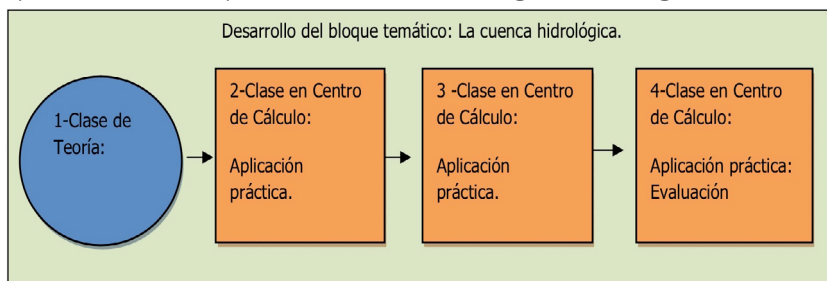 Desarrollo del bloque temático: La cuenca hidrológica.
1-Clase de
Teoría:
2-Clase en Centro
de Cálculo:
Aplicación
práctica.
3 -Clase en Centro
de Cálculo:
Aplicación
práctica.
4-Clase en Centro
de Cálculo:
Aplicación práctica:
Evaluación